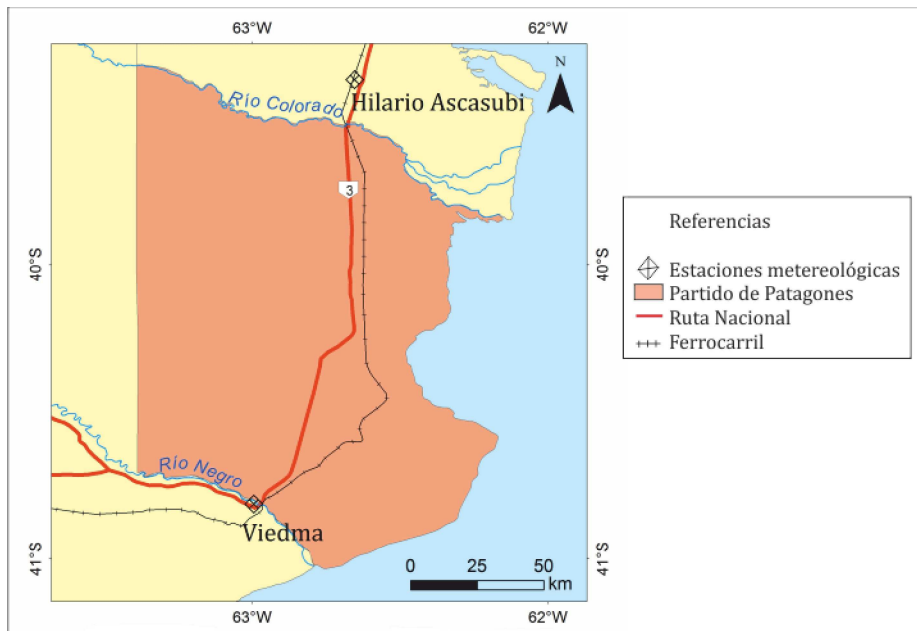 63°W 62°W
N
Río Colorado
Hilario Ascasubi
3
40°S 40°S
Río Negro
Viedma
41°S 41°S
0 25 50
km
63°W 62°W
Referencias
Estaciones metereológicas
Partido de Patagones
Ruta Nacional
Ferrocarril